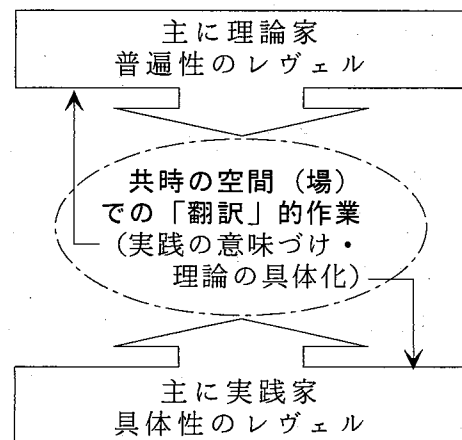 主に理論家
普遍性のレヴェル
共時の空間（場）
での「翻訳」的作業
（実践の意味づけ・
理論の具体化）
主に実践家
具体性のレヴェル